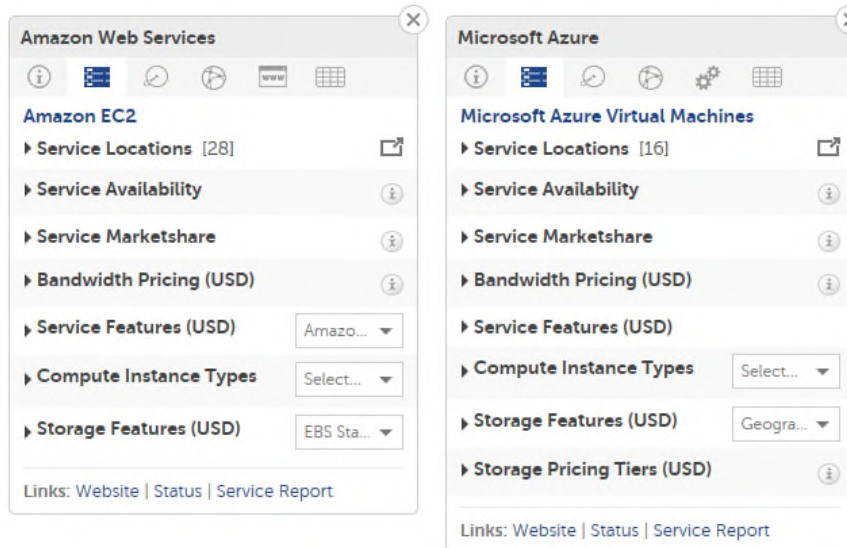 Amazon Web Services
www
Amazon EC2
Service Locations [28]
Service Availability
Service Marketshare
Bandwidth Pricing (USD)
Service Features (USD) Amazo...
Compute Instance Types Select...
Storage Features (USD) EBS Sta...
Links: Website | Status | Service Report
Microsoft Azure
Microsoft Azure Virtual Machines
Service Locations [16]
Service Availability
Service Marketshare
Bandwidth Pricing (USD)
Service Features (USD)
Compute Instance Types Select...
Storage Features (USD) Geogra...
Storage Pricing Tiers (USD)
Links: Website | Status | Service Report